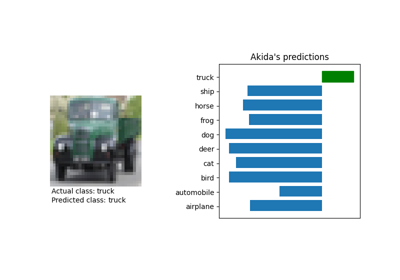 Akida's predictions
truck
ship
horse
frog
dog
deer
cat
bird
automobile
airplane
Actual class: truck
Predicted class: truck